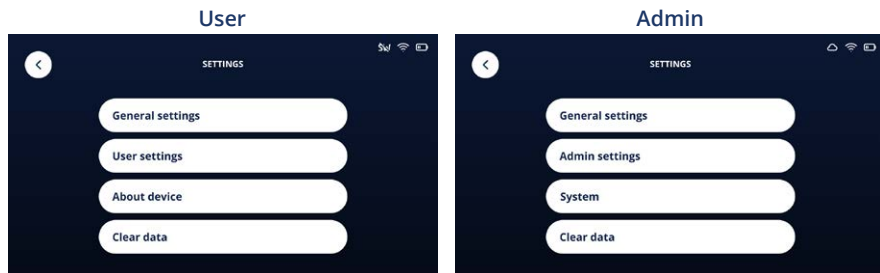 User
SETTINGS
General settings
User settings
About device
Clear data
Admin
SETTINGS
General settings
Admin settings
System
Clear data